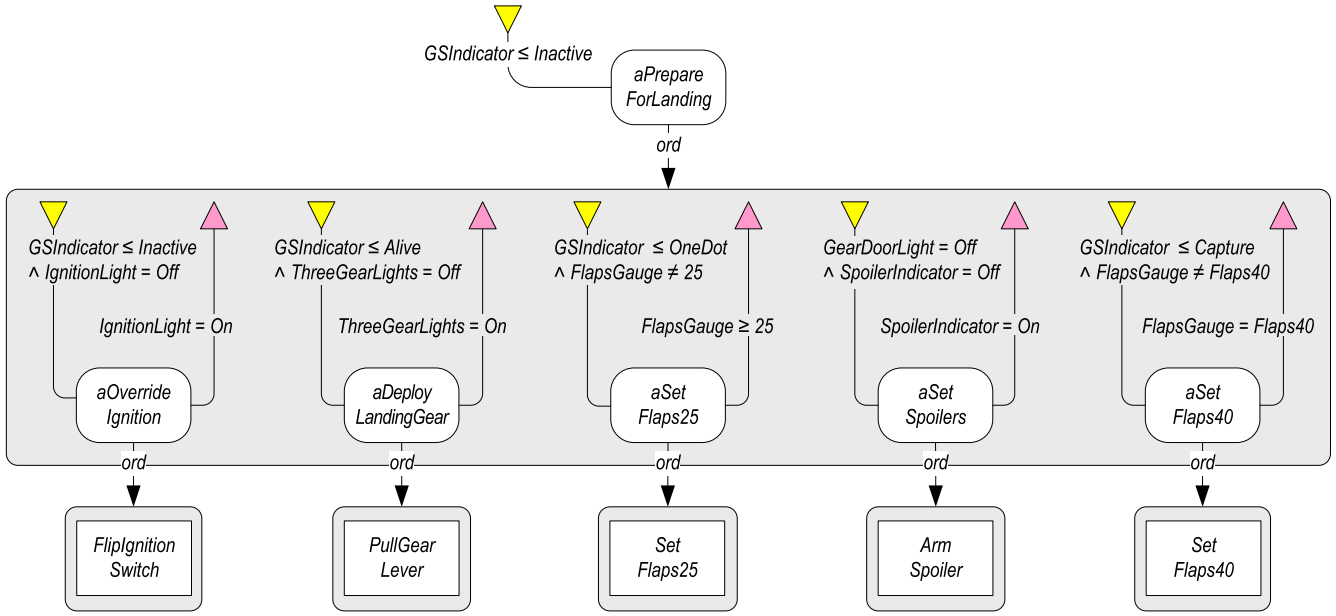 GSIndicator ≤ Inactive
aPrepare
ForLanding
ord
GSIndicator ≤ Inactive
∧ IgnitionLight = Off
IgnitionLight = On
aOverride
Ignition
ord
FlipIgnition
Switch
GSIndicator ≤ Alive
∧ ThreeGearLights = Off
ThreeGearLights = On
aDeploy
LandingGear
ord
PullGear
Lever
GSIndicator ≤ OneDot
∧ FlapsGauge ≠ 25
FlapsGauge ≥ 25
aSet
Flaps25
ord
Set
Flaps25
GearDoorLight = Off
∧ SpoilerIndicator = Off
SpoilerIndicator = On
aSet
Spoilers
ord
Arm
Spoiler
GSIndicator ≤ Capture
∧ FlapsGauge ≠ Flaps40
FlapsGauge = Flaps40
aSet
Flaps40
ord
Set
Flaps40